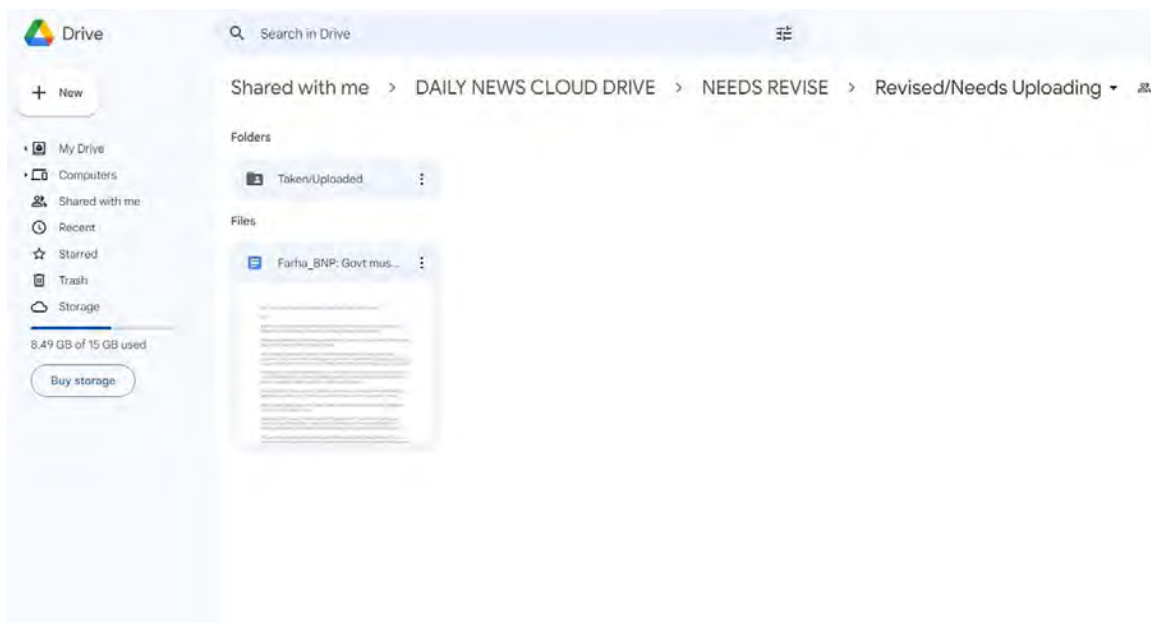 Drive
Search in Drive
New
Shared with me > DAILY NEWS CLOUD DRIVE > NEEDS REVISE > Revised/Needs Uploading
Folders
My Drive
Computers
Taken/Uploaded
Shared with me
Files
Recent
Starred
Farha_BNP: Govt mus...
Trash
Storage
8.49 GB of 15 GB used
Buy storage